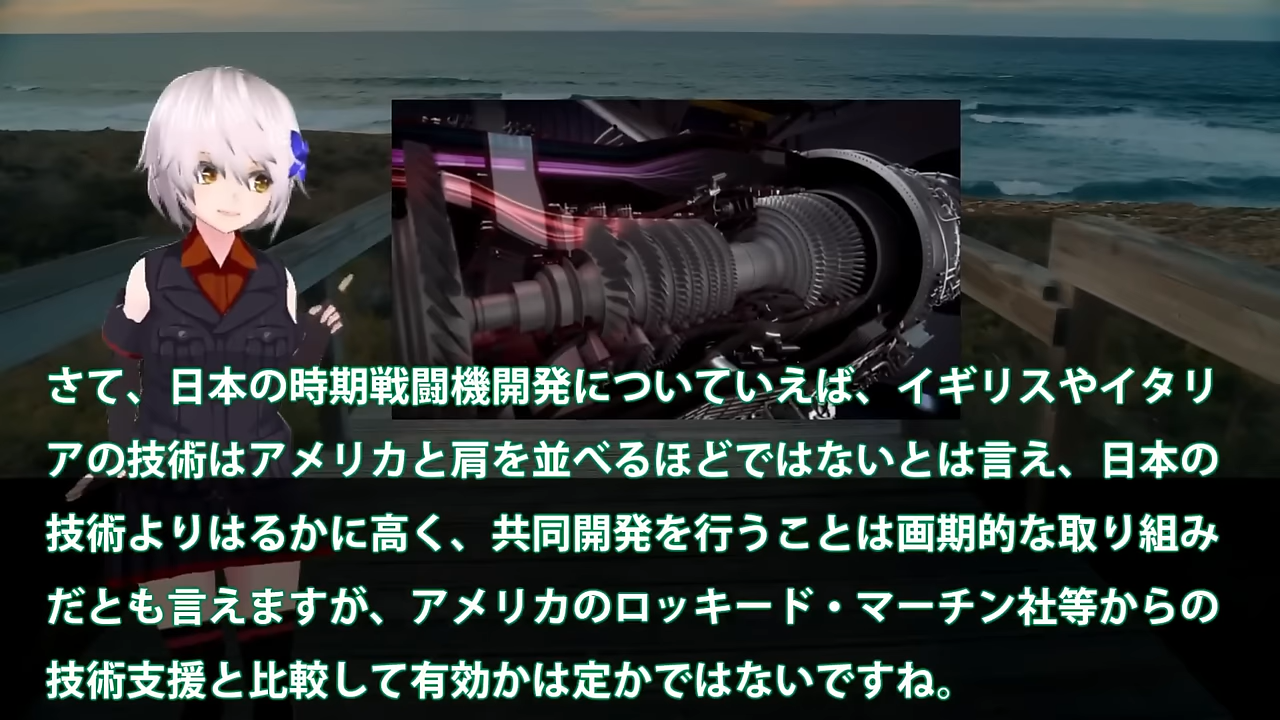 さて、日本の時期戦闘機開発についていえば、イギリスやイタリ
アの技術はアメリカと肩を並べるほどではないとは言え、日本の
技術よりはるかに高く、共同開発を行うことは画期的な取り組み
だとも言えますが、アメリカのロッキード・マーチン社等からの
技術支援と比較して有効かは定かではないですね。